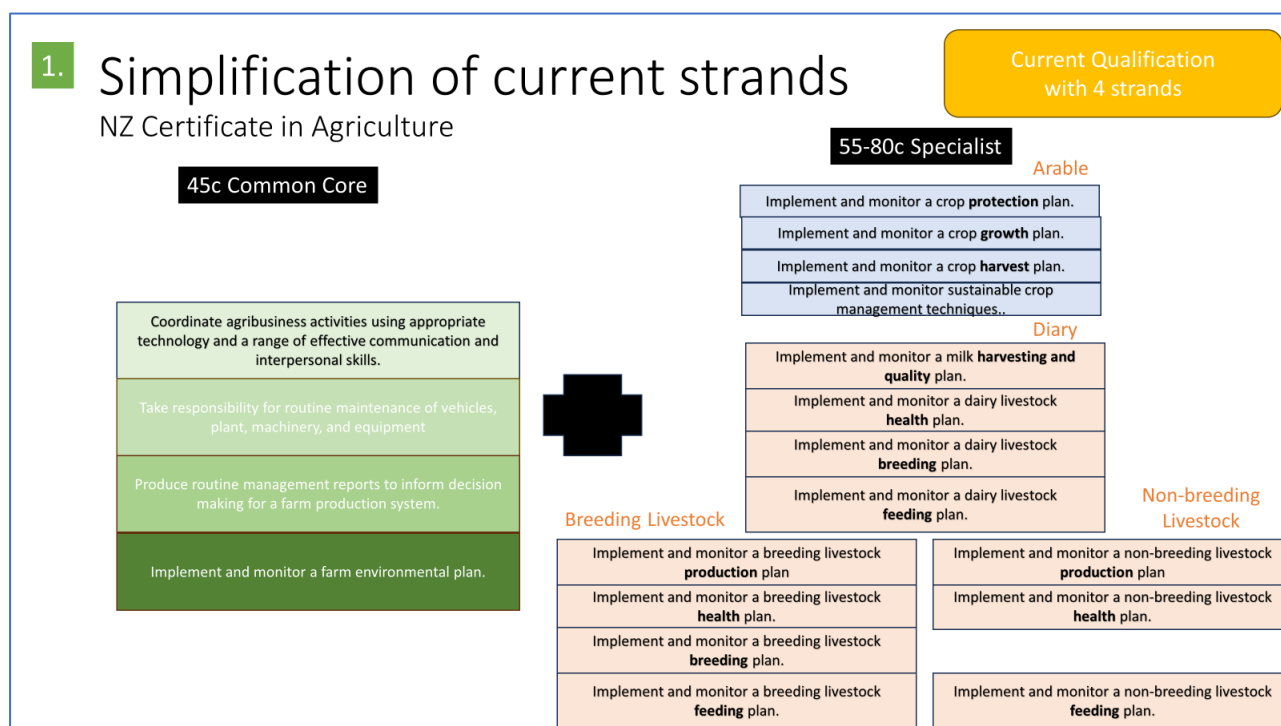 1.
Simplification of current strands
NZ Certificate in Agriculture
Current Qualification
with 4 strands
45c Common Core
55-80c Specialist
Arable
Implement and monitor a crop protection plan.
Implement and monitor a crop growth plan.
Implement and monitor a crop harvest plan.
Implement and monitor sustainable crop
management techniques..
Coordinate agribusiness activities using appropriate
technology and a range of effective communication and
interpersonal skills.
Take responsibility for routine maintenance of vehicles,
plant, machinery, and equipment
Produce routine management reports to inform decision
making for a farm production system.
Implement and monitor a farm environmental plan.
Diary
Implement and monitor a milk harvesting and
quality plan.
Implement and monitor a dairy livestock
health plan.
Implement and monitor a dairy livestock
breeding plan.
Implement and monitor a dairy livestock
feeding plan.
Breeding Livestock
Implement and monitor a breeding livestock
production plan
Implement and monitor a breeding livestock
health plan.
Implement and monitor a breeding livestock
breeding plan.
Implement and monitor a breeding livestock
feeding plan.
Non-breeding
Livestock
Implement and monitor a non-breeding livestock
production plan
Implement and monitor a non-breeding livestock
health plan.
Implement and monitor a non-breeding livestock
feeding plan.